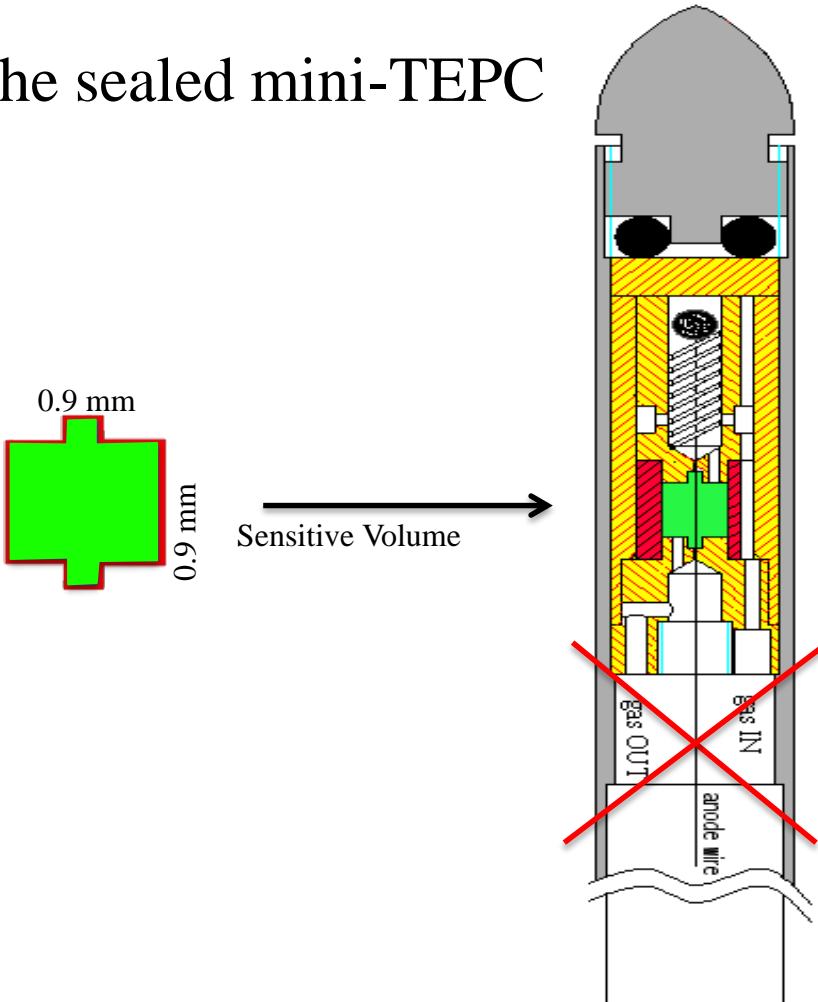 he sealed mini-TEPC
0.9 mm
0.9 mm
Sensitive Volume
gas OUT
gas IN
anode wire